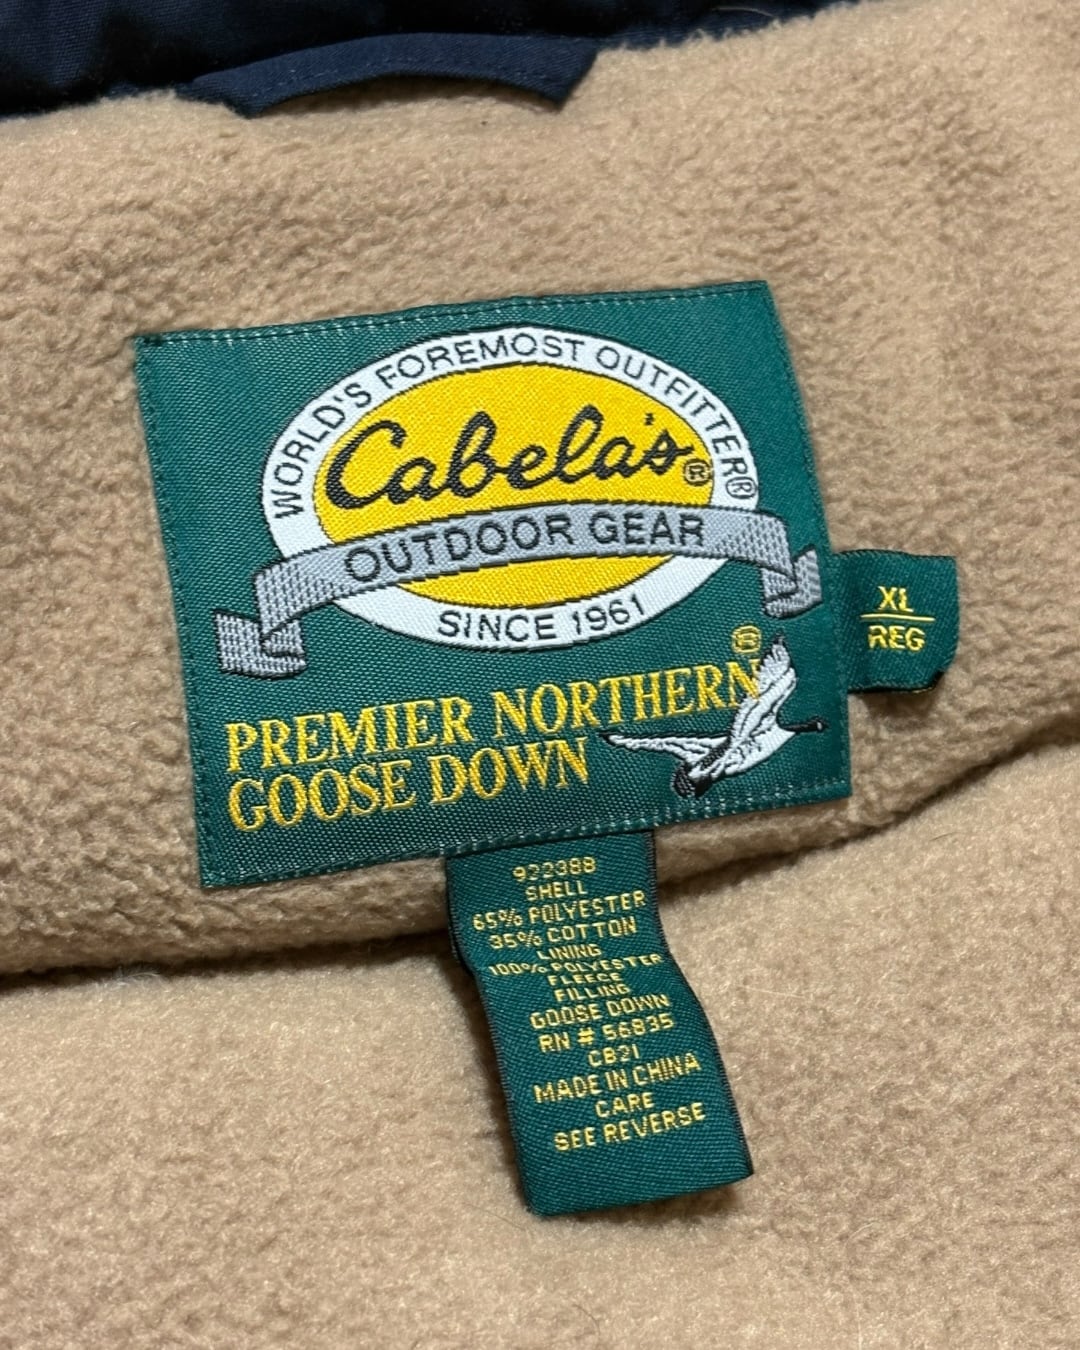 WORLD'S FOREMOST OUTFITTER®
Cabela's®
OUTDOOR GEAR
SINCE 1961
PREMIER NORTHERN®
GOOSE DOWN
XL
REG
922388
SHELL
65% POLYESTER
35% COTTON
LINING
100% POLYESTER
FLEECE
FILLING
GOOSE DOWN
RN # 56835
CB21
MADE IN CHINA
CARE
SEE REVERSE